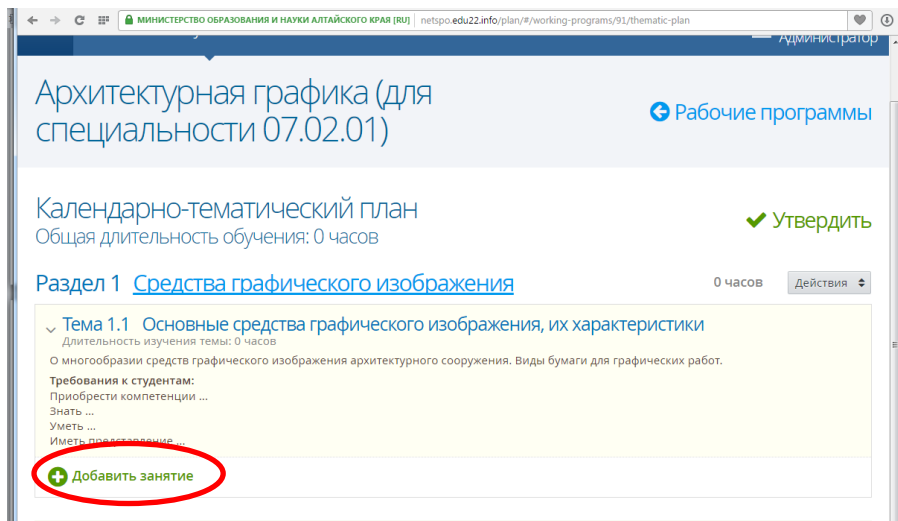 МИНИСТЕРСТВО ОБРАЗОВАНИЯ И НАУКИ АЛТАЙСКОГО КРАЯ [RU] netspo.edu22.info/plan/#/working-programs/91/thematic-plan
Администратор
Архитектурная графика (для
специальности 07.02.01)
Рабочие программы
Календарно-тематический план
Общая длительность обучения: 0 часов
Утвердить
Раздел 1 Средства графического изображения 0 часов Действия
Тема 1.1 Основные средства графического изображения, их характеристики
Длительность изучения темы: 0 часов
О многообразии средств графического изображения архитектурного сооружения. Виды бумаги для графических работ.
Требования к студентам:
Приобрести компетенции ...
Знать ...
Уметь ...
Иметь представление ...
Добавить занятие